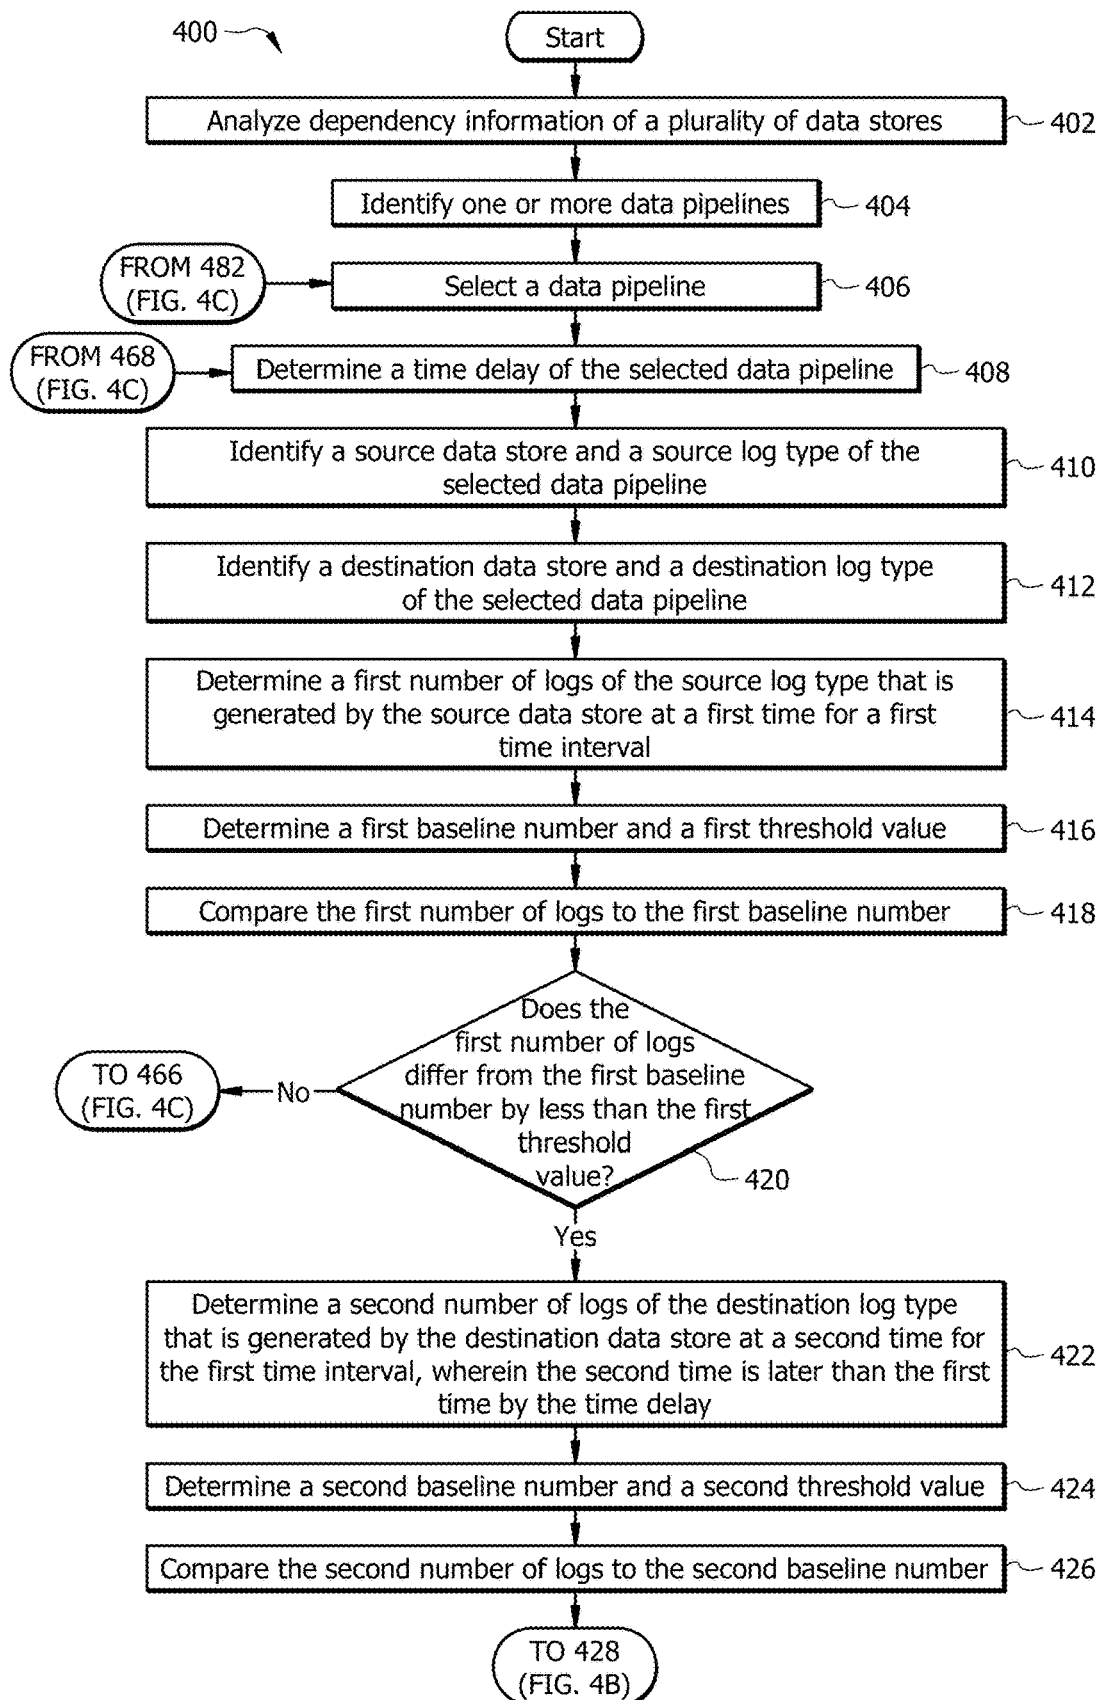 400
Start
Analyze dependency information of a plurality of data stores
402
Identify one or more data pipelines
404
FROM 482
(FIG. 4C)
Select a data pipeline
406
FROM 468
(FIG. 4C)
Determine a time delay of the selected data pipeline
408
Identify a source data store and a source log type of the
selected data pipeline
410
Identify a destination data store and a destination log type
of the selected data pipeline
412
Determine a first number of logs of the source log type that is
generated by the source data store at a first time for a first
time interval
414
Determine a first baseline number and a first threshold value
416
Compare the first number of logs to the first baseline number
418
Does the
first number of logs
differ from the first baseline
number by less than the first
threshold
value?
420
No
TO 466
(FIG. 4C)
Yes
Determine a second number of logs of the destination log type
that is generated by the destination data store at a second time for
the first time interval, wherein the second time is later than the first
time by the time delay
422
Determine a second baseline number and a second threshold value
424
Compare the second number of logs to the second baseline number
426
TO 428
(FIG. 4B)